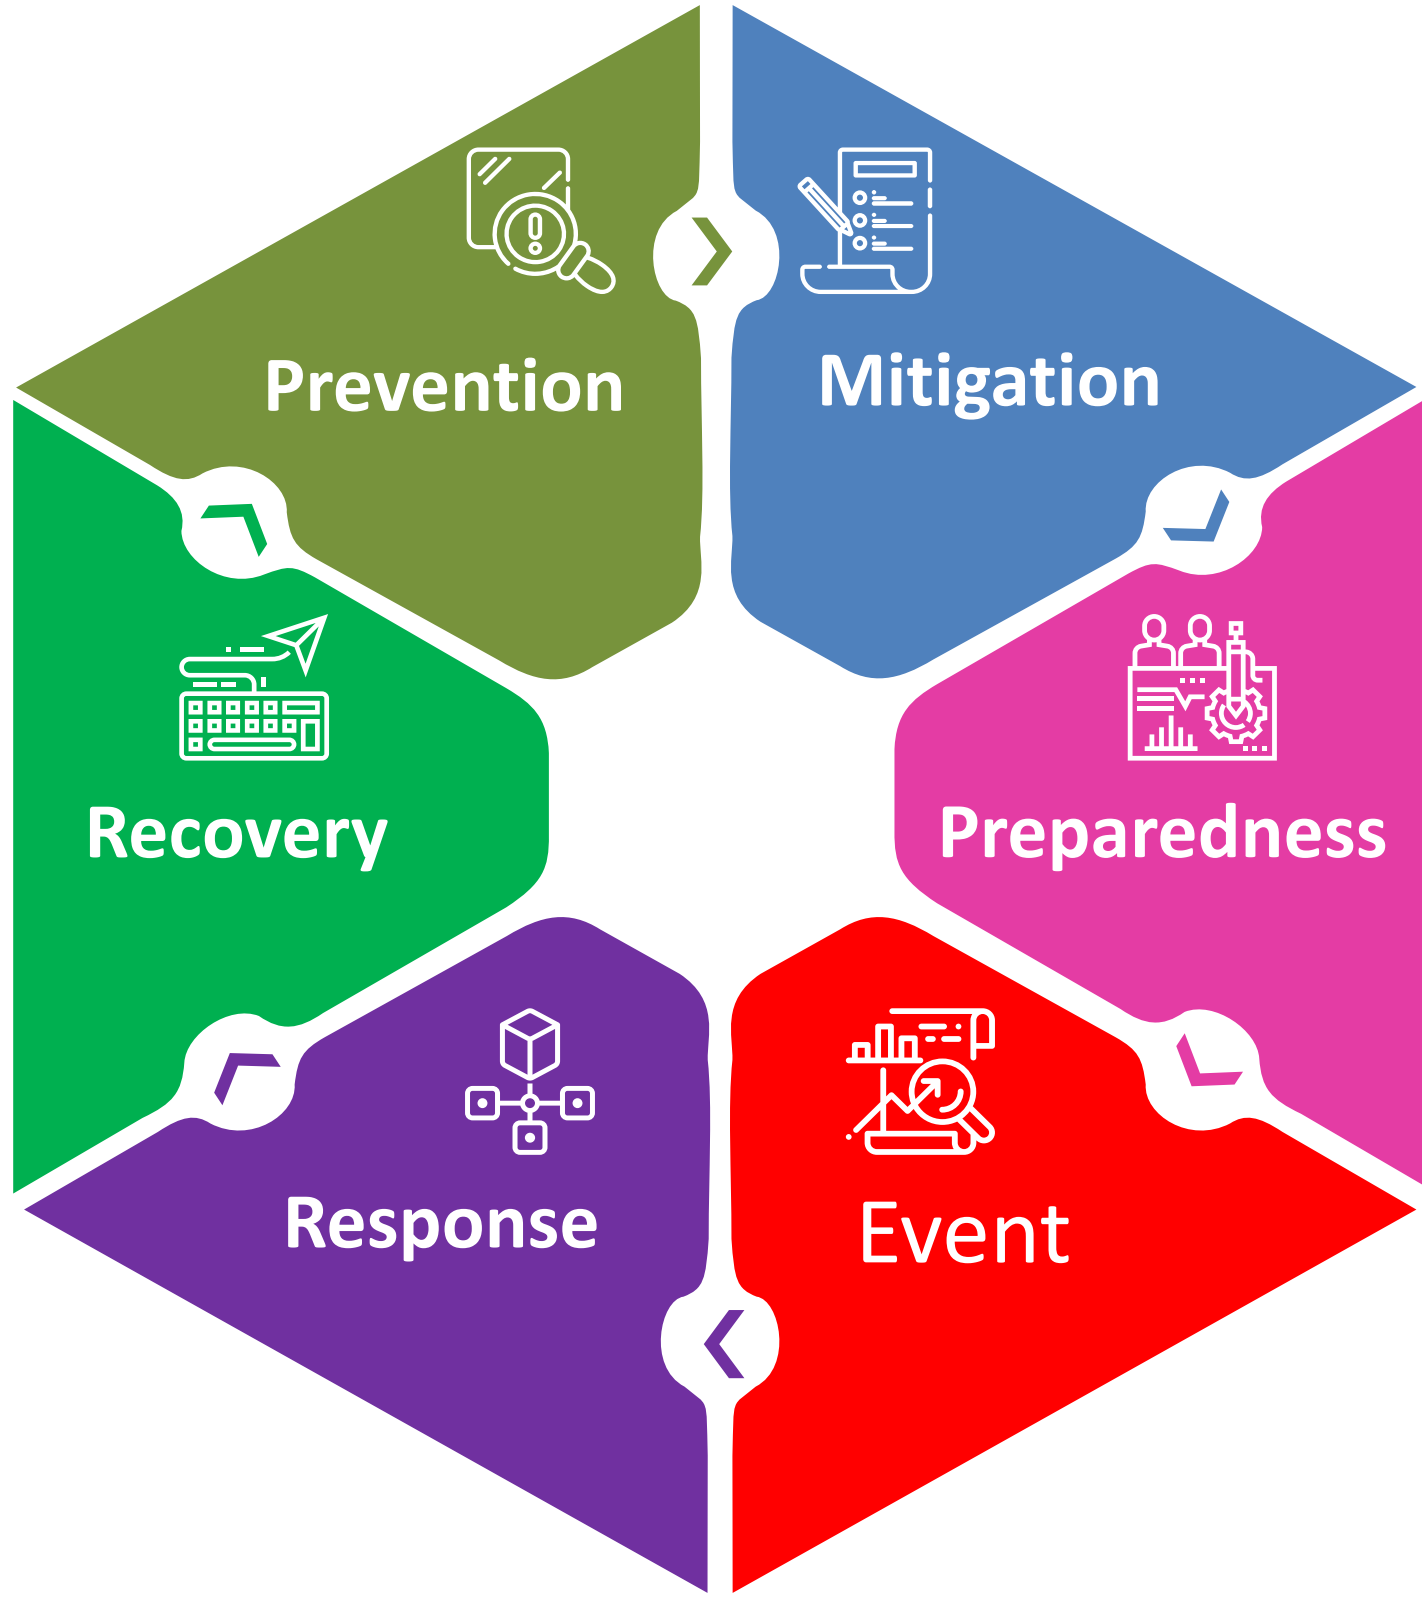 Prevention
Mitigation
Preparedness
Event
Response
Recovery